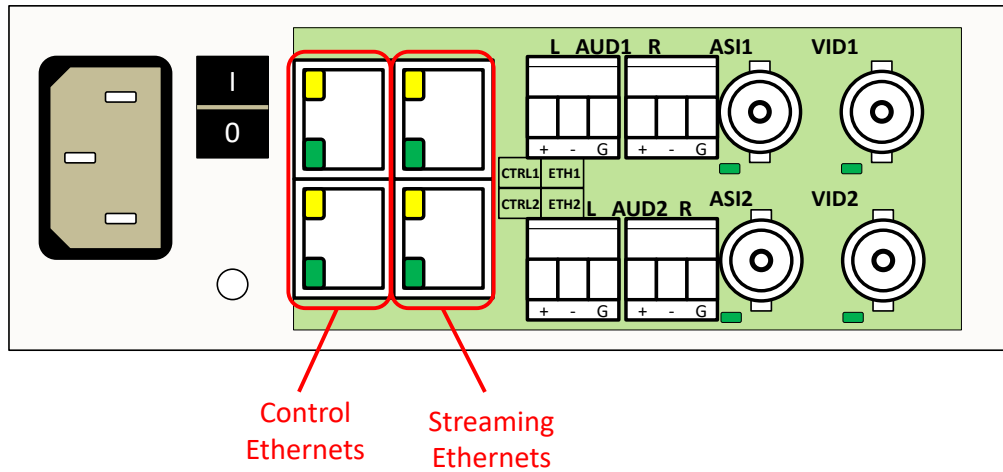 L AUD1 R ASI1 VID1
I
0
+ - G + - G
CTRL1 ETH1
CTRL2 ETH2
L AUD2 R ASI2 VID2
+ - G + - G
Control
Ethernets
Streaming
Ethernets